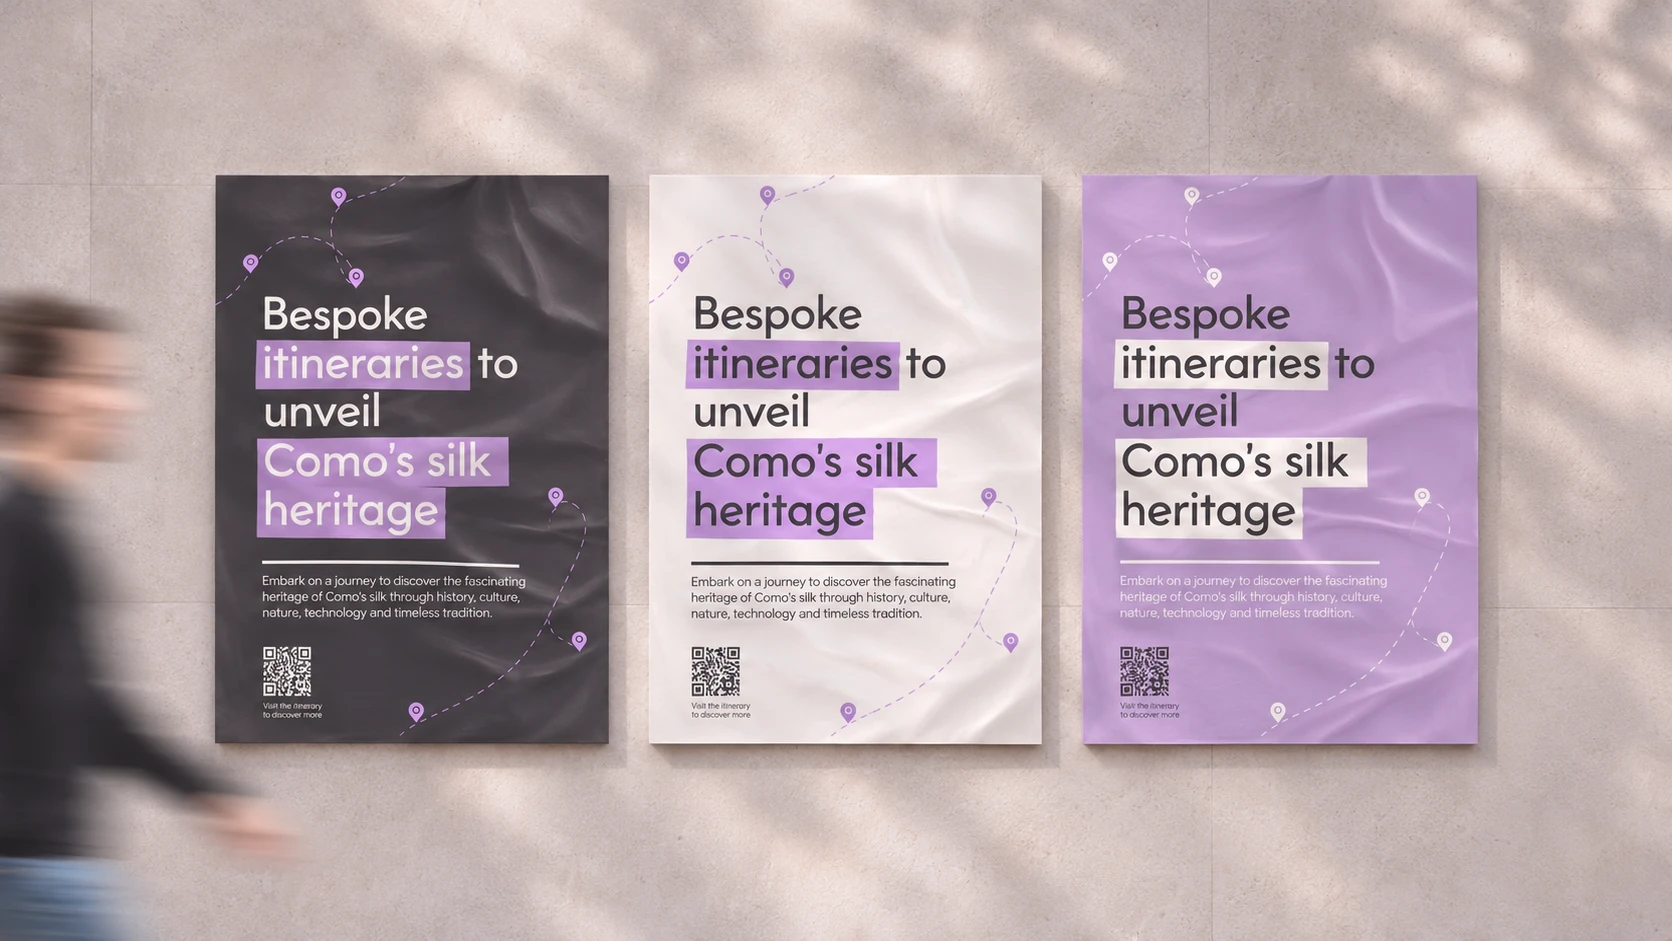 Bespoke
itineraries to
unveil
Como's silk
heritage
Embark on a journey to discover the fascinating
heritage of Como's silk through history, culture,
nature, technology and timeless tradition.
Visit the itinerary
to discover more
Bespoke
itineraries to
unveil
Como's silk
heritage
Embark on a journey to discover the fascinating
heritage of Como's silk through history, culture,
nature, technology and timeless tradition.
Visit the itinerary
to discover more
Bespoke
itineraries to
unveil
Como's silk
heritage
Embark on a journey to discover the fascinating
heritage of Como's silk through history, culture,
nature, technology and timeless tradition.
Visit the itinerary
to discover more